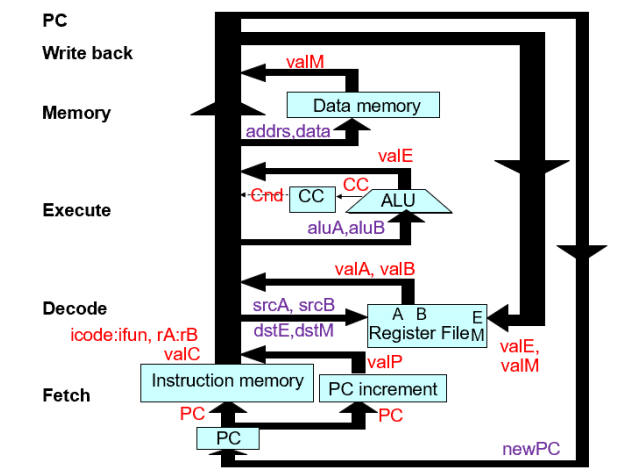 PC
Write back
valM
Memory
Data memory
addrs,data
valE
Cnd
CC
CC
ALU
Execute
aluA,aluB
valA, valB
Decode
srcA, srcB
dstE,dstM
A B E
M
Register File
icode:ifun, rA:rB
valC
valE,
valM
valP
Instruction memory
PC increment
Fetch
PC
PC
PC
newPC